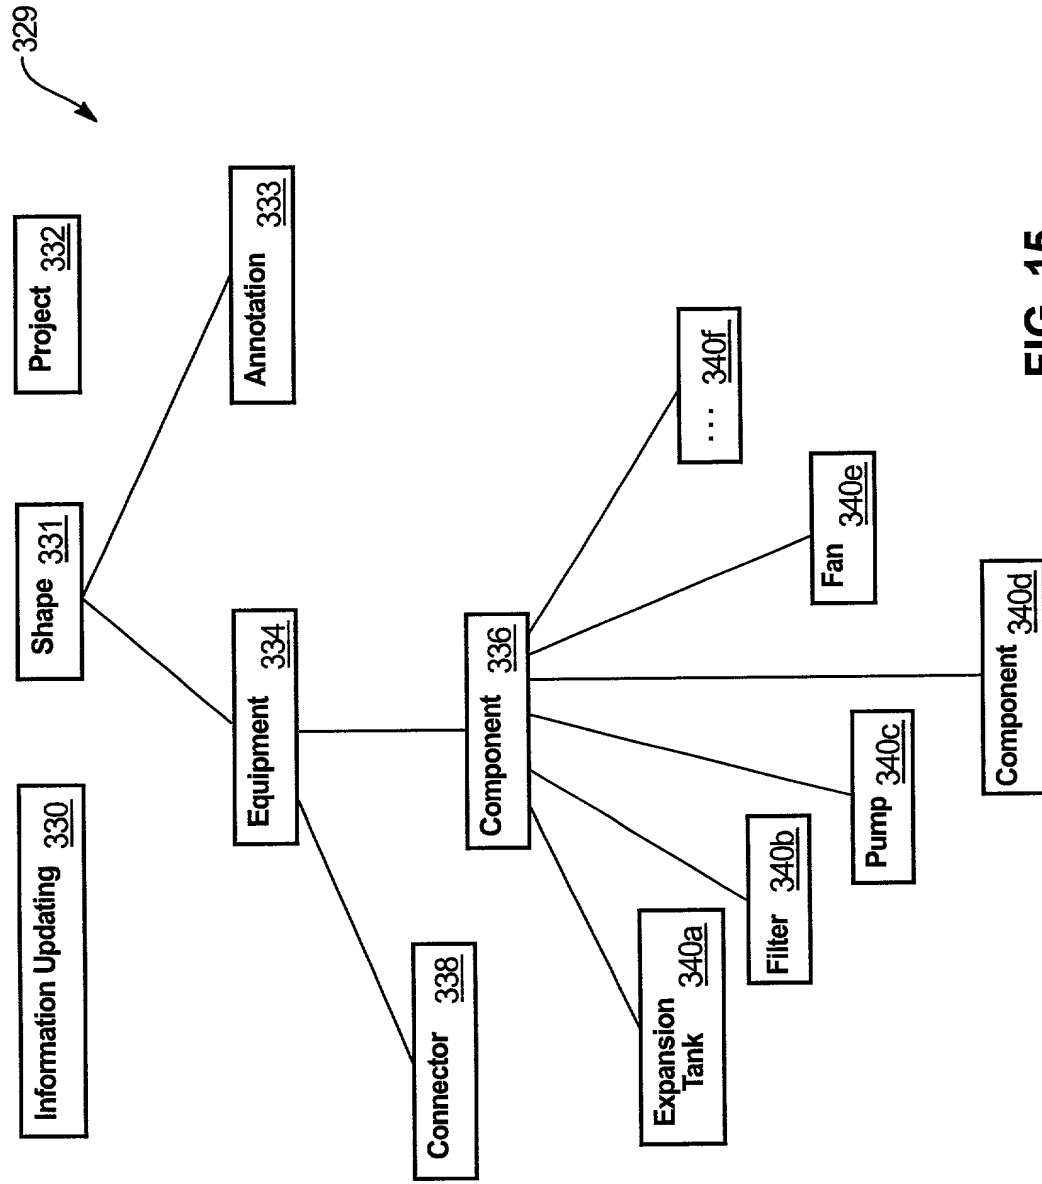 329
Information Updating 330
Shape 331
Project 332
Equipment 334
Annotation 333
Connector 338
Component 336
Expansion
Tank 340a
Filter 340b
Pump 340c
Component 340d
Fan 340e
... 340f
FIG. 15